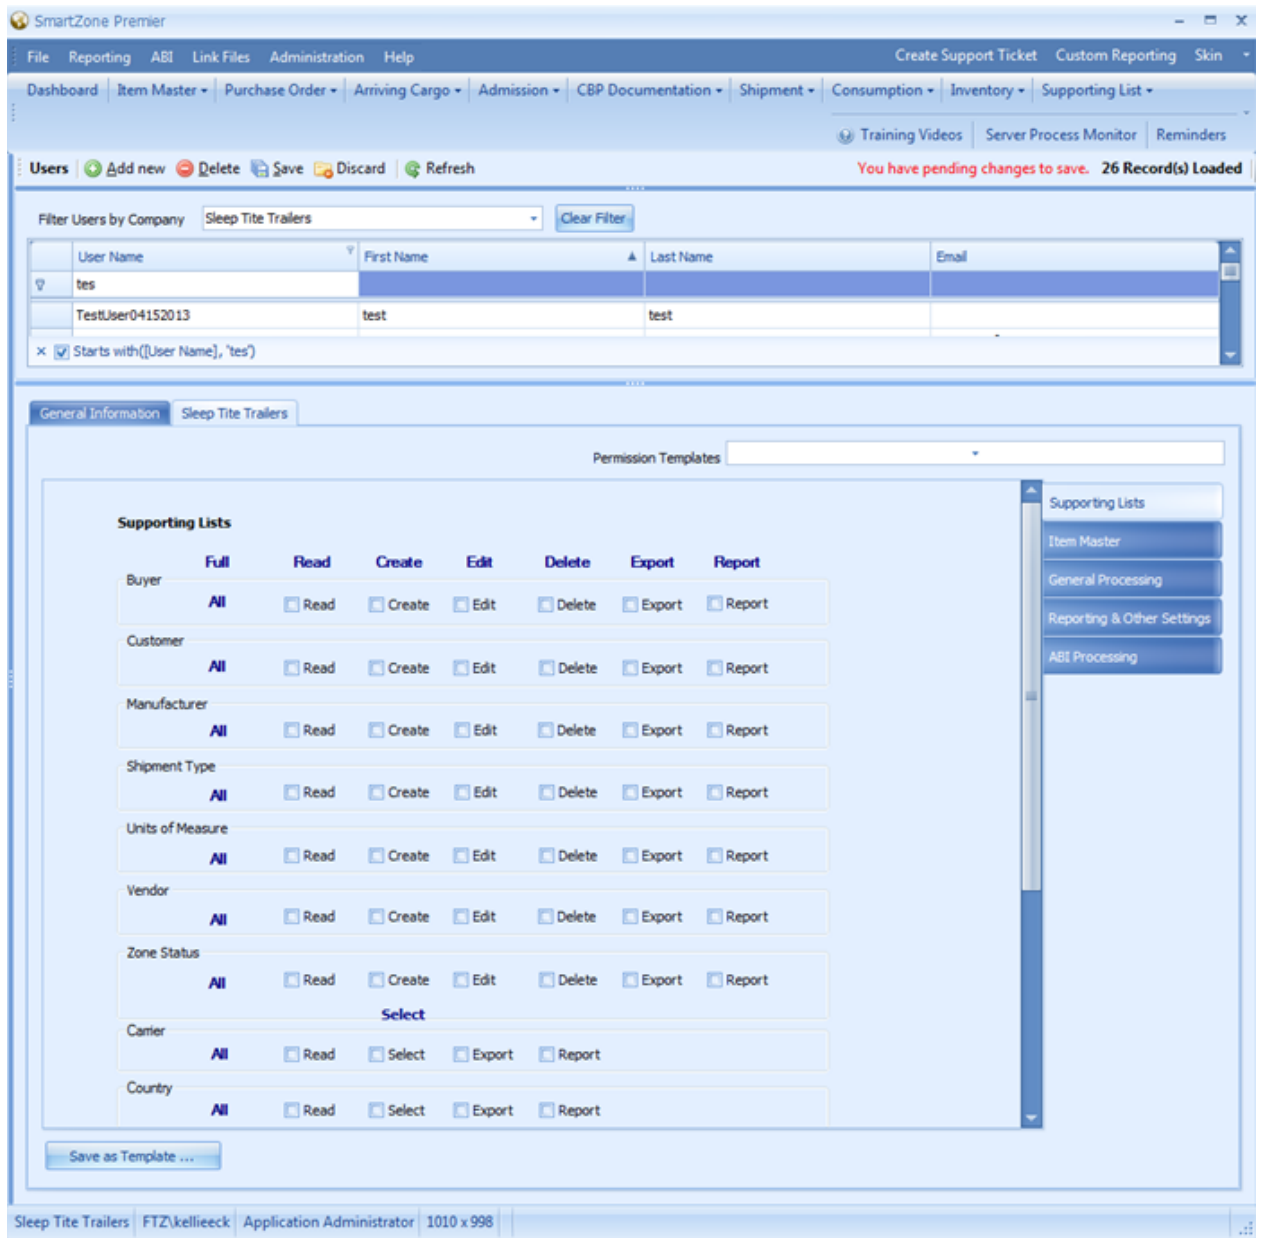 SmartZone Premier
File Reporting ABI Link Files Administration Help Create Support Ticket Custom Reporting Skin
Dashboard Item Master Purchase Order Arriving Cargo Admission CBP Documentation Shipment Consumption Inventory Supporting List
Training Videos Server Process Monitor Reminders
Users Add new Delete Save Discard Refresh You have pending changes to save. 26 Record(s) Loaded
Filter Users by Company Sleep Tite Trailers Clear Filter
User Name First Name Last Name Email
tes
TestUser04152013 test test
Starts with([User Name], 'tes')
General Information Sleep Tite Trailers
Permission Templates
Supporting Lists
Item Master
General Processing
Reporting & Other Settings
ABI Processing
Supporting Lists
Full Read Create Edit Delete Export Report
Buyer
All Read Create Edit Delete Export Report
Customer
All Read Create Edit Delete Export Report
Manufacturer
All Read Create Edit Delete Export Report
Shipment Type
All Read Create Edit Delete Export Report
Units of Measure
All Read Create Edit Delete Export Report
Vendor
All Read Create Edit Delete Export Report
Zone Status
All Read Create Edit Delete Export Report
Select
Carrier
All Read Select Export Report
Country
All Read Select Export Report
Save as Template ...
Sleep Tite Trailers FTZ\kellieeck Application Administrator 1010 x 998